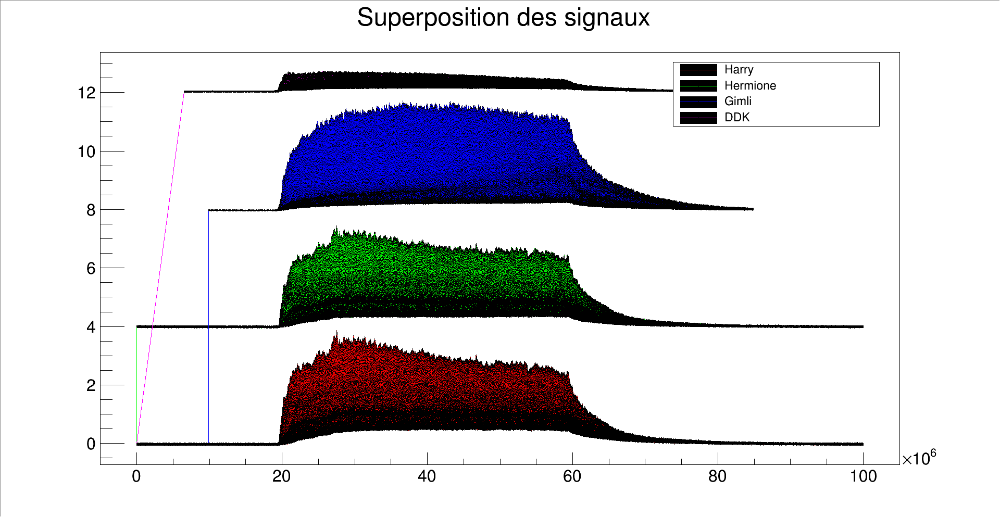 Superposition des signaux
Harry
Hermione
Gimli
DDK
12
10
8
6
4
2
0
×10⁶
0 20 40 60 80 100